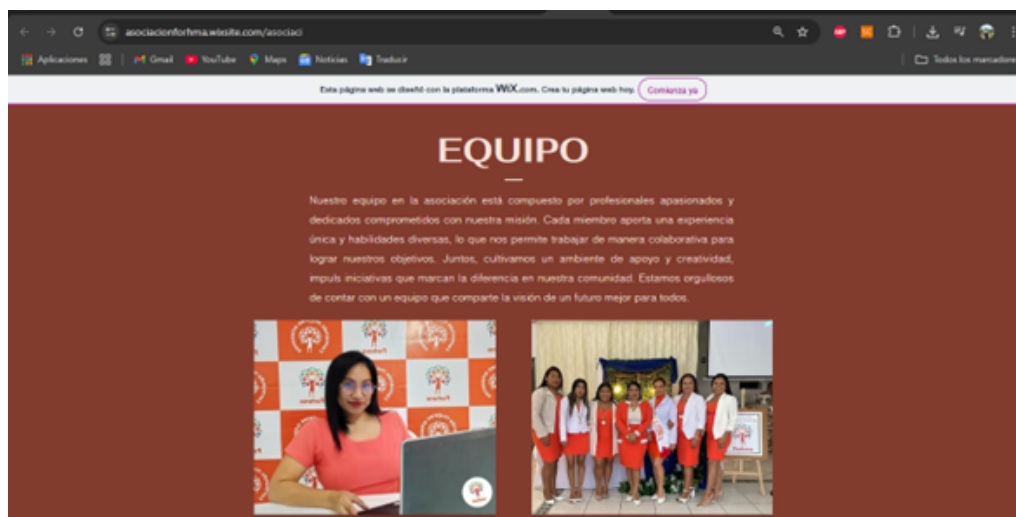 asociacionforhma.wixsite.com/asociaci
Aplicaciones Gmail YouTube Maps Noticias Traducir Todos los marcadores
Esta página web se diseñó con la plataforma WiX.com. Crea tu página web hoy. Comienza ya
EQUIPO
Nuestro equipo en la asociación está compuesto por profesionales apasionados y
dedicados comprometidos con nuestra misión. Cada miembro aporta una experiencia
única y habilidades diversas, lo que nos permite trabajar de manera colaborativa para
lograr nuestros objetivos. Juntos, cultivamos un ambiente de apoyo y creatividad,
impuls iniciativas que marcan la diferencia en nuestra comunidad. Estamos orgullosos
de contar con un equipo que comparte la visión de un futuro mejor para todos.